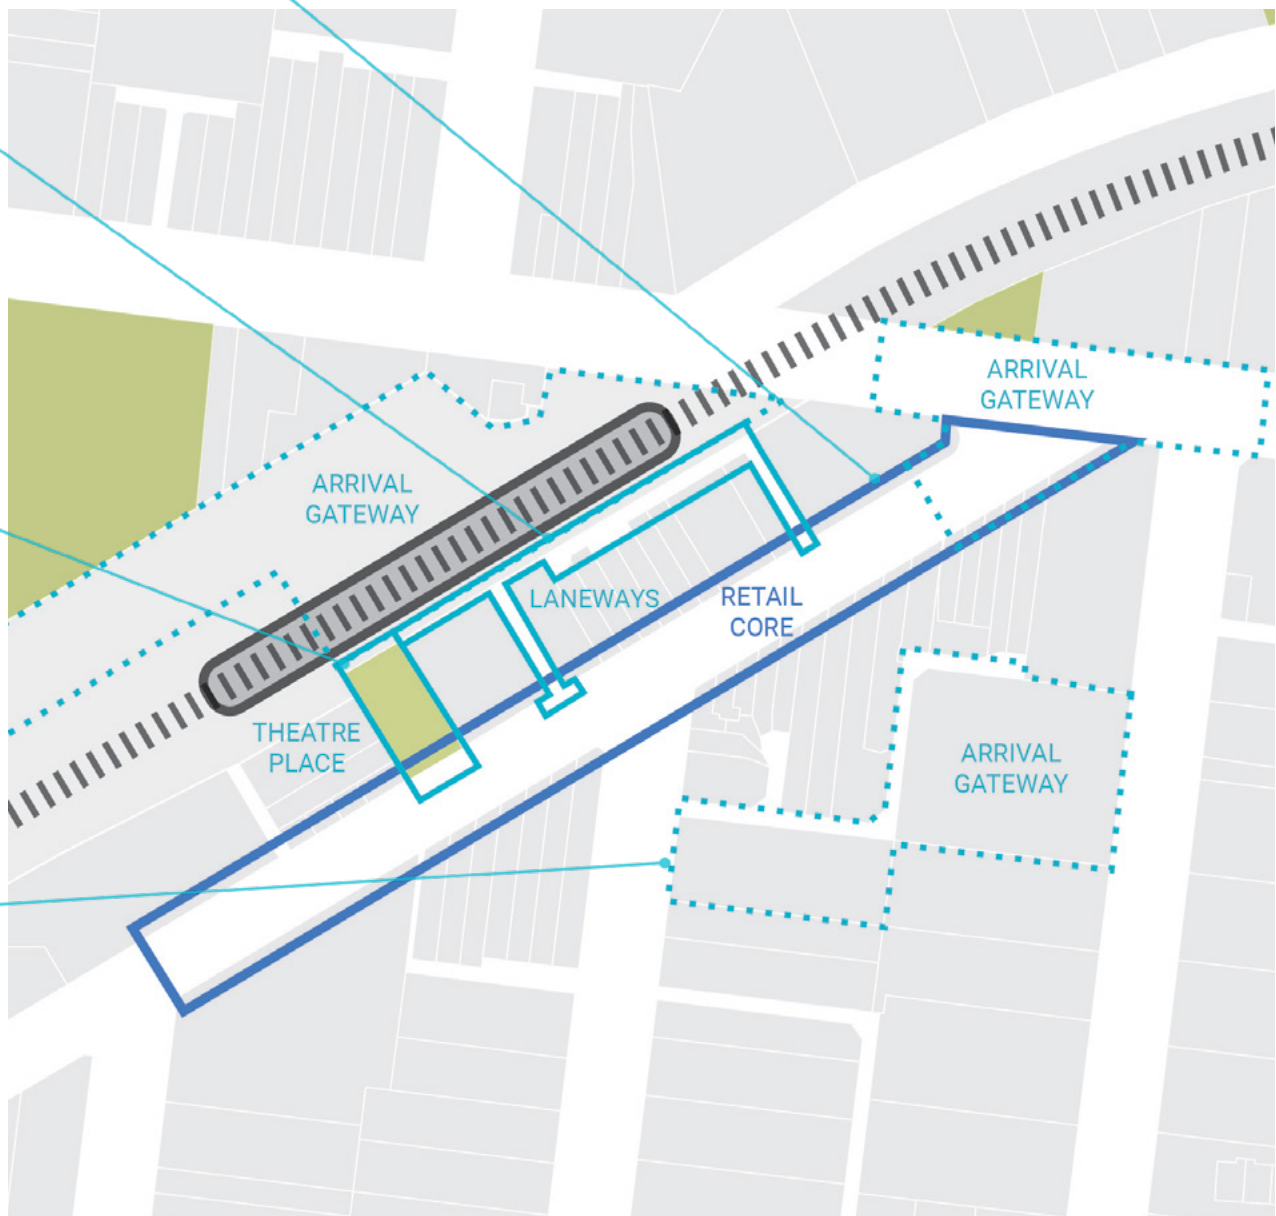 ARRIVAL
GATEWAY
ARRIVAL
GATEWAY
LANEWAYS
RETAIL
CORE
THEATRE
PLACE
ARRIVAL
GATEWAY